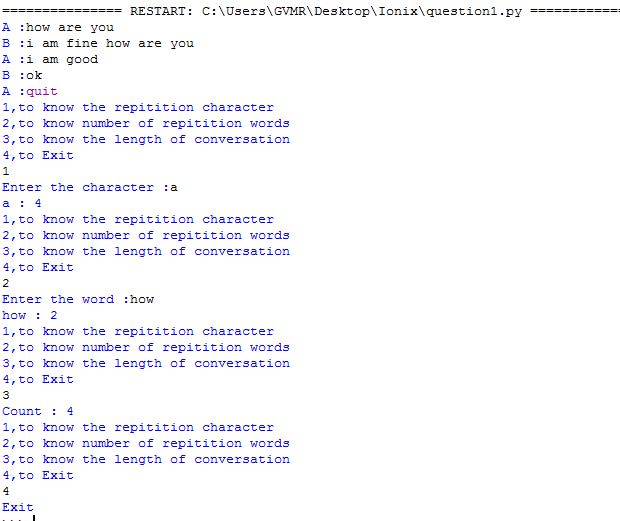 =============== RESTART: C:\Users\GVMR\Desktop\Ionix\question1.py ============
A :how are you
B :i am fine how are you
A :i am good
B :ok
A :quit
1,to know the repitition character
2,to know number of repitition words
3,to know the length of conversation
4,to Exit
1
Enter the character :a
a : 4
1,to know the repitition character
2,to know number of repitition words
3,to know the length of conversation
4,to Exit
2
Enter the word :how
how : 2
1,to know the repitition character
2,to know number of repitition words
3,to know the length of conversation
4,to Exit
3
Count : 4
1,to know the repitition character
2,to know number of repitition words
3,to know the length of conversation
4,to Exit
4
Exit